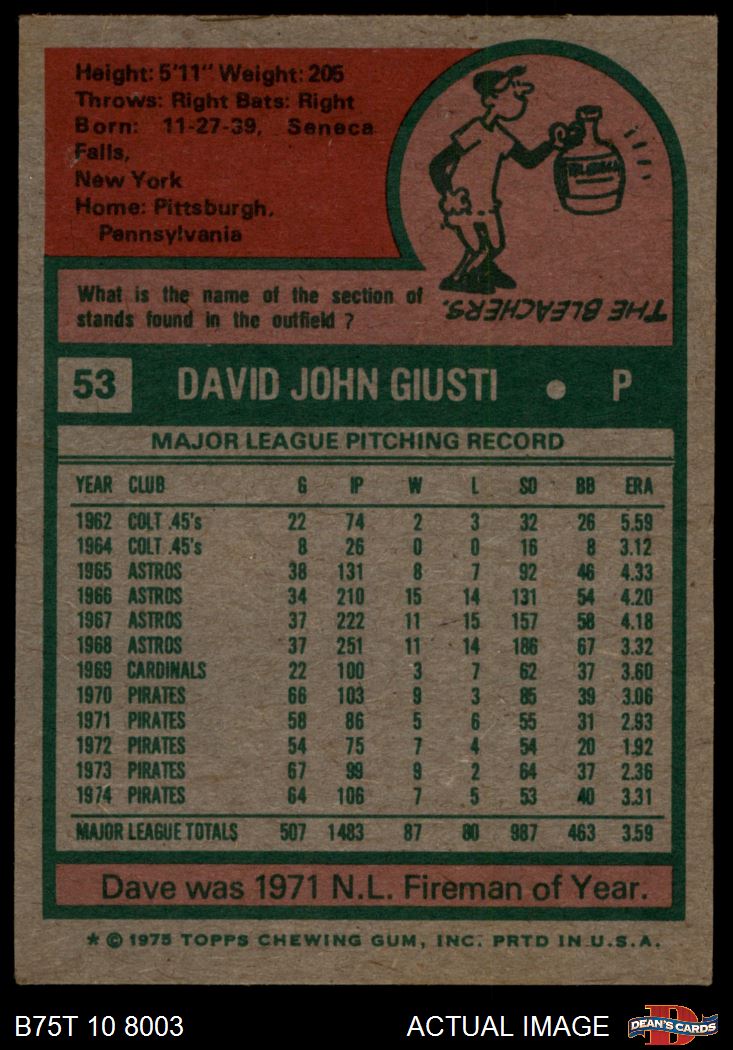 Height: 5'11" Weight: 205
Throws: Right Bats: Right
Born: 11-27-39, Seneca
Falls,
New York
Home: Pittsburgh,
Pennsylvania
What is the name of the section of
stands found in the outfield ?
THE BLEACHERS.
53 DAVID JOHN GIUSTI • P
MAJOR LEAGUE PITCHING RECORD
YEAR CLUB G IP W L SO BB ERA
1962 COLT .45's 22 74 2 3 32 26 5.59
1964 COLT .45's 8 26 0 0 16 8 3.12
1965 ASTROS 38 131 8 7 92 46 4.33
1966 ASTROS 34 210 15 14 131 54 4.20
1967 ASTROS 37 222 11 15 157 58 4.18
1968 ASTROS 37 251 11 14 186 67 3.32
1969 CARDINALS 22 100 3 7 62 37 3.60
1970 PIRATES 66 103 9 3 85 39 3.06
1971 PIRATES 58 86 5 6 55 31 2.93
1972 PIRATES 54 75 7 4 54 20 1.92
1973 PIRATES 67 99 9 2 64 37 2.36
1974 PIRATES 64 106 7 5 53 40 3.31
MAJOR LEAGUE TOTALS 507 1483 87 80 987 463 3.59
Dave was 1971 N.L. Fireman of Year.
* © 1975 TOPPS CHEWING GUM, INC. PRTD IN U.S.A.
B75T 10 8003 ACTUAL IMAGE DEAN'S CARDS